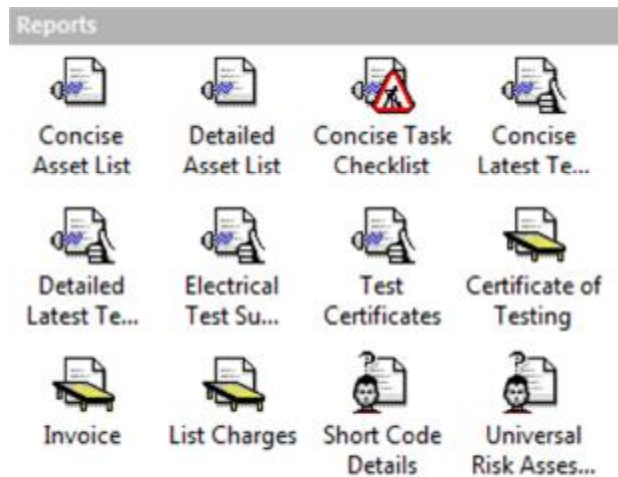 Reports
Concise
Asset List
Detailed
Asset List
Concise Task
Checklist
Concise
Latest Te...
Detailed
Latest Te...
Electrical
Test Su...
Test
Certificates
Certificate of
Testing
Invoice
List Charges
Short Code
Details
Universal
Risk Asses...